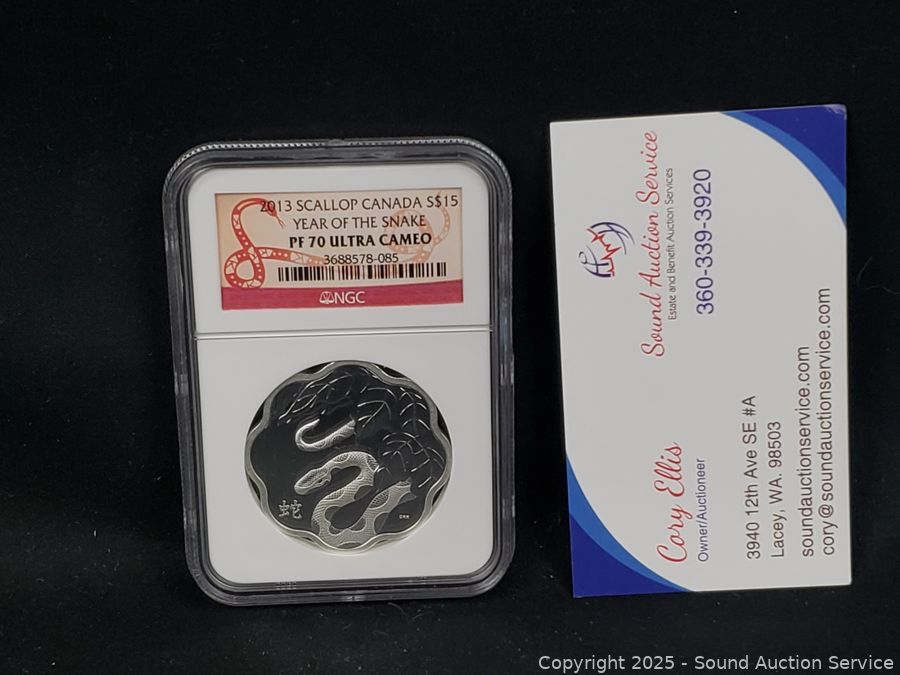 2013 SCALLOP CANADA S$15
YEAR OF THE SNAKE
PF 70 ULTRA CAMEO
3688578-085
NGC
蛇
Sound Auction Service
Estate and Benefit Auction Services
360-339-3920
Cory Ellis
Owner/Auctioneer
3940 12th Ave SE #A
Lacey, WA. 98503
soundauctionservice.com
cory@soundauctionservice.com
Copyright 2025 - Sound Auction Service